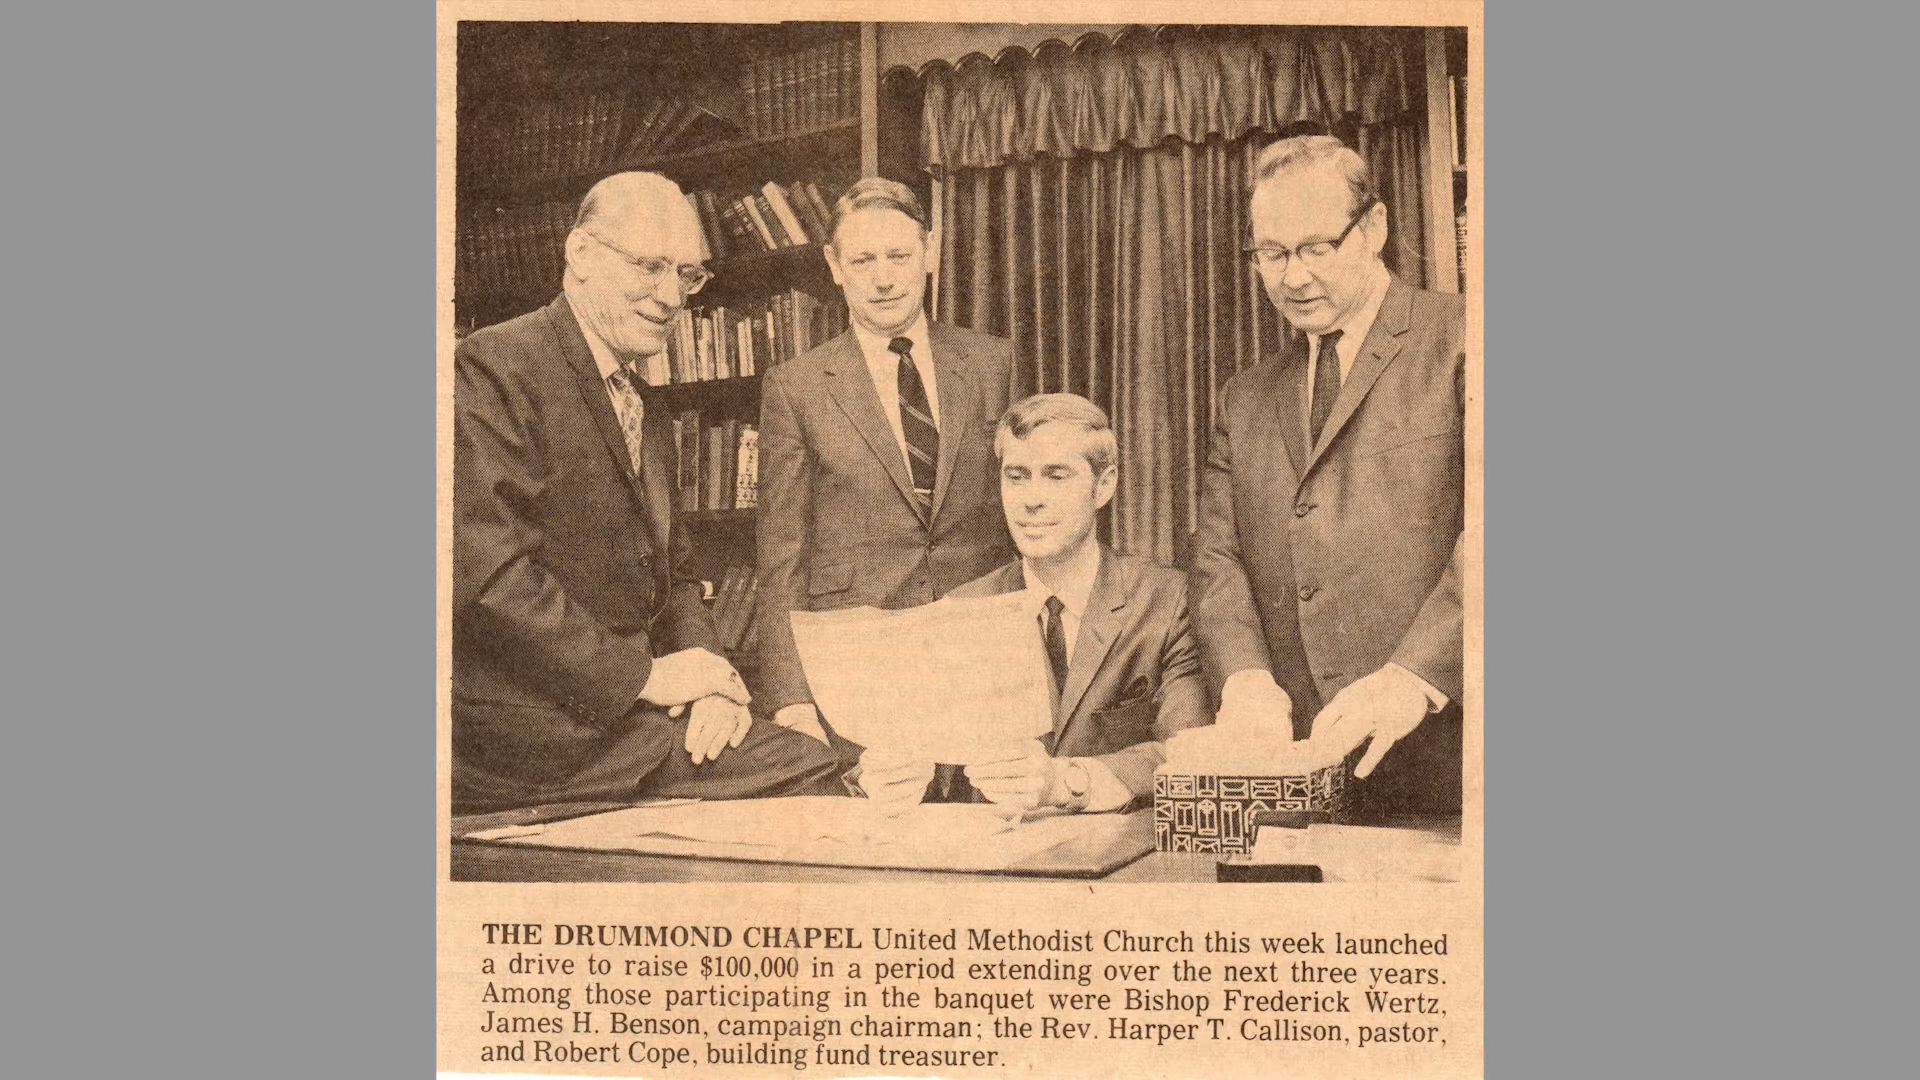 THE DRUMMOND CHAPEL United Methodist Church this week launched
a drive to raise $100,000 in a period extending over the next three years.
Among those participating in the banquet were Bishop Frederick Wertz,
James H. Benson, campaign chairman; the Rev. Harper T. Callison, pastor,
and Robert Cope, building fund treasurer.